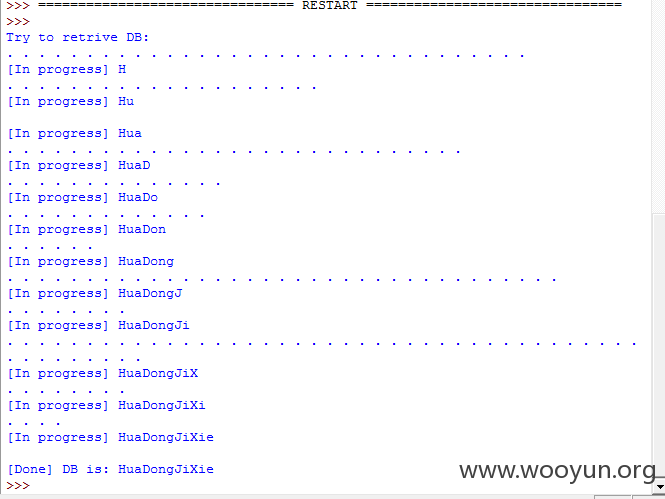 >>> ================================ RESTART ================================
>>>
Try to retrive DB:
. . . . . . . . . . . . . . . . . . . . . . . . . . . . . . . . .
[In progress] H
. . . . . . . . . . . . . . . . . . . .
[In progress] Hu
[In progress] Hua
. . . . . . . . . . . . . . . . . . . . . . . . . . . . .
[In progress] HuaD
. . . . . . . . . . . . . .
[In progress] HuaDo
. . . . . . . . . . . . .
[In progress] HuaDon
. . . . . .
[In progress] HuaDong
. . . . . . . . . . . . . . . . . . . . . . . . . . . . . . . . . . .
[In progress] HuaDongJ
. . . . . . . .
[In progress] HuaDongJi
. . . . . . . . . . . . . . . . . . . . . . . . . . . . . . . . . . . . . . . .
. . . . . . . . .
[In progress] HuaDongJiX
. . . . . . . .
[In progress] HuaDongJiXi
. . . .
[In progress] HuaDongJiXie
[Done] DB is: HuaDongJiXie
>>>
www.wooyun.org